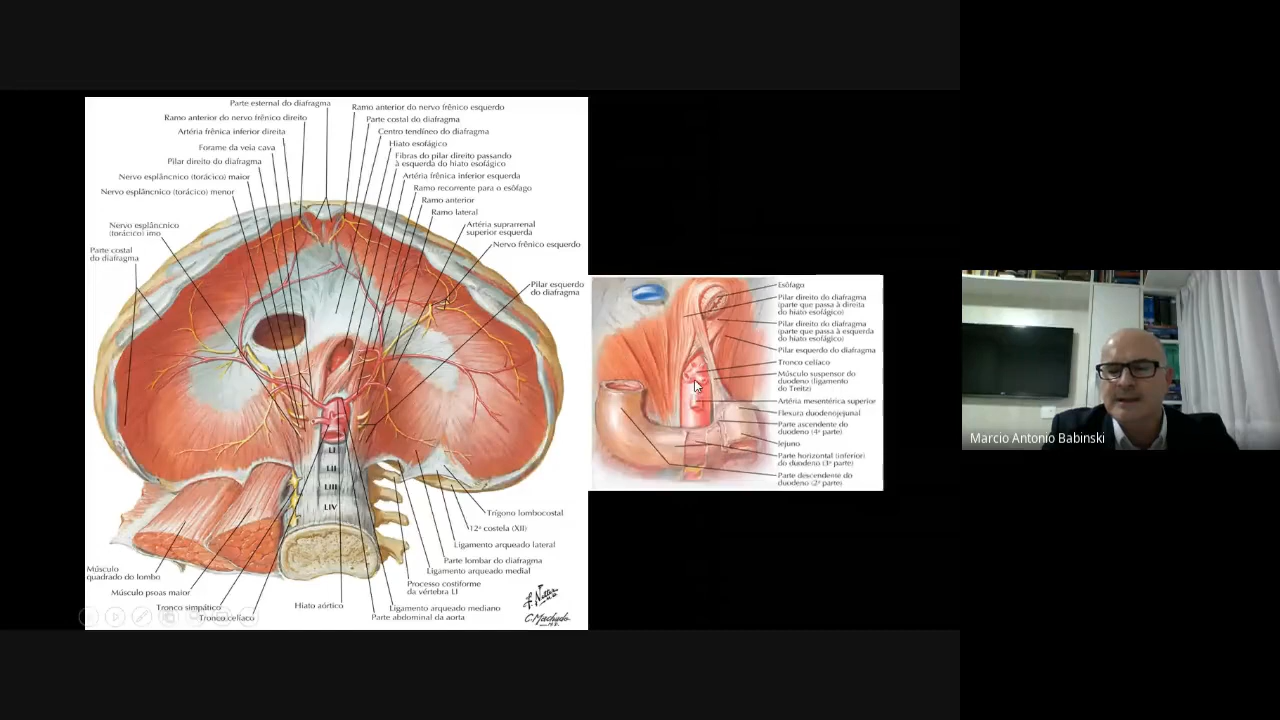 Parte esternal do diafragma
Ramo anterior do nervo frênico direito
Artéria frênica inferior direita
Forame da veia cava
Pilar direito do diafragma
Nervo esplâncnico (torácico) maior
Nervo esplâncnico (torácico) menor
Nervo esplâncnico
(torácico) imo
Parte costal
do diafragma
Ramo anterior do nervo frênico esquerdo
Parte costal do diafragma
Centro tendíneo do diafragma
Hiato esofágico
Fibras do pilar direito passando
à esquerda do hiato esofágico
Artéria frênica inferior esquerda
Ramo recorrente para o esôfago
Ramo anterior
Ramo lateral
Artéria suprarrenal
superior esquerda
Nervo frênico esquerdo
Pilar esquerdo
do diafragma
LI
LII
LIII
LIV
Trígono lombocostal
12ª costela (XII)
Ligamento arqueado lateral
Parte lombar do diafragma
Ligamento arqueado medial
Processo costiforme
da vértebra LI
Ligamento arqueado mediano
Parte abdominal da aorta
Hiato aórtico
Músculo
quadrado do lombo
Músculo psoas maior
Tronco simpático
Tronco celíaco
F. Netter
C. Machado
Esôfago
Pilar direito do diafragma
(parte que passa à direita
do hiato esofágico)
Pilar direito do diafragma
(parte que passa à esquerda
do hiato esofágico)
Pilar esquerdo do diafragma
Tronco celíaco
Músculo suspensor do
duodeno (ligamento
do Treitz)
Artéria mesentérica superior
Flexura duodenojejunal
Parte ascendente do
duodeno (4ª parte)
Jejuno
Parte horizontal (inferior)
do duodeno (3ª parte)
Parte descendente do
duodeno (2ª parte)
Marcio Antonio Babinski